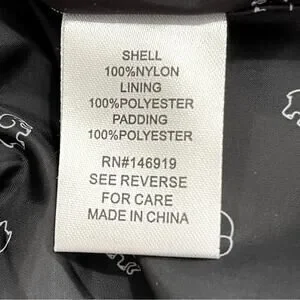 SHELL
100%NYLON
LINING
100%POLYESTER
PADDING
100%POLYESTER
RN#146919
SEE REVERSE
FOR CARE
MADE IN CHINA